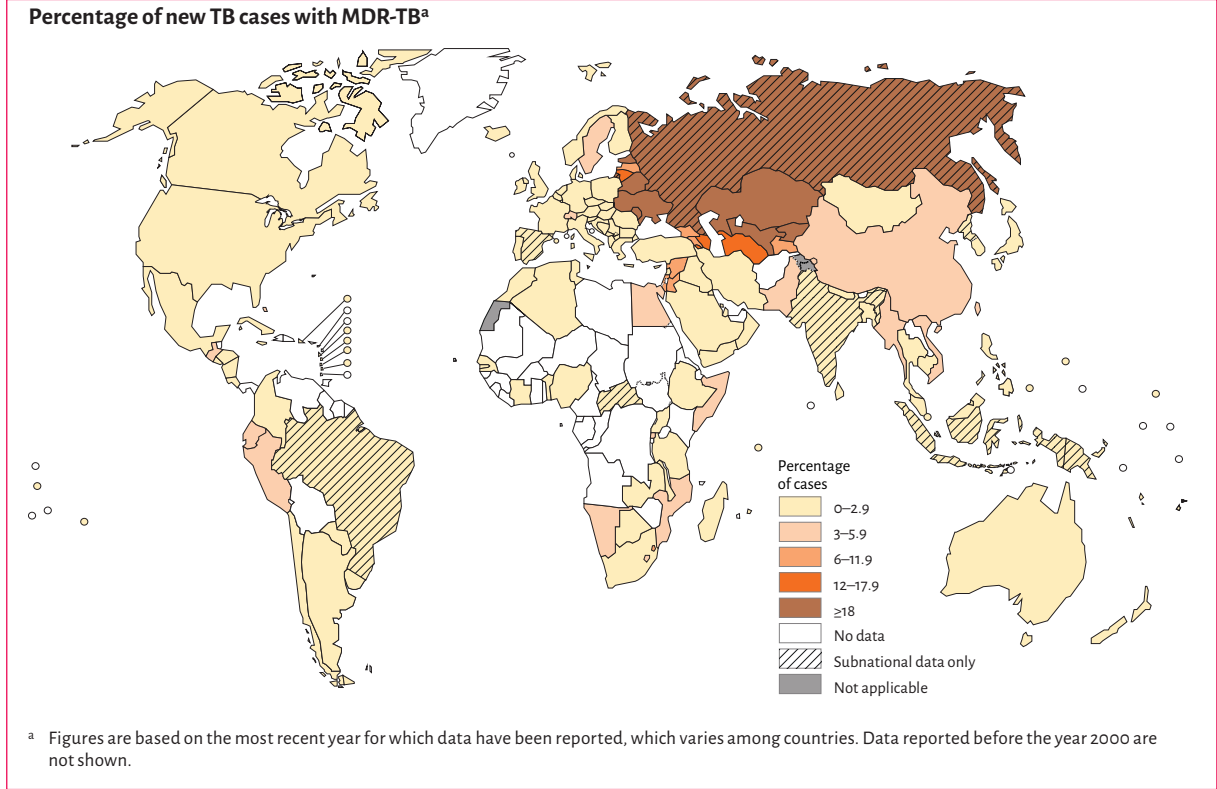 Percentage of new TB cases with MDR-TBᵃ
Percentage
of cases
0–2.9
3–5.9
6–11.9
12–17.9
≥18
No data
Subnational data only
Not applicable
ᵃ Figures are based on the most recent year for which data have been reported, which varies among countries. Data reported before the year 2000 are
not shown.